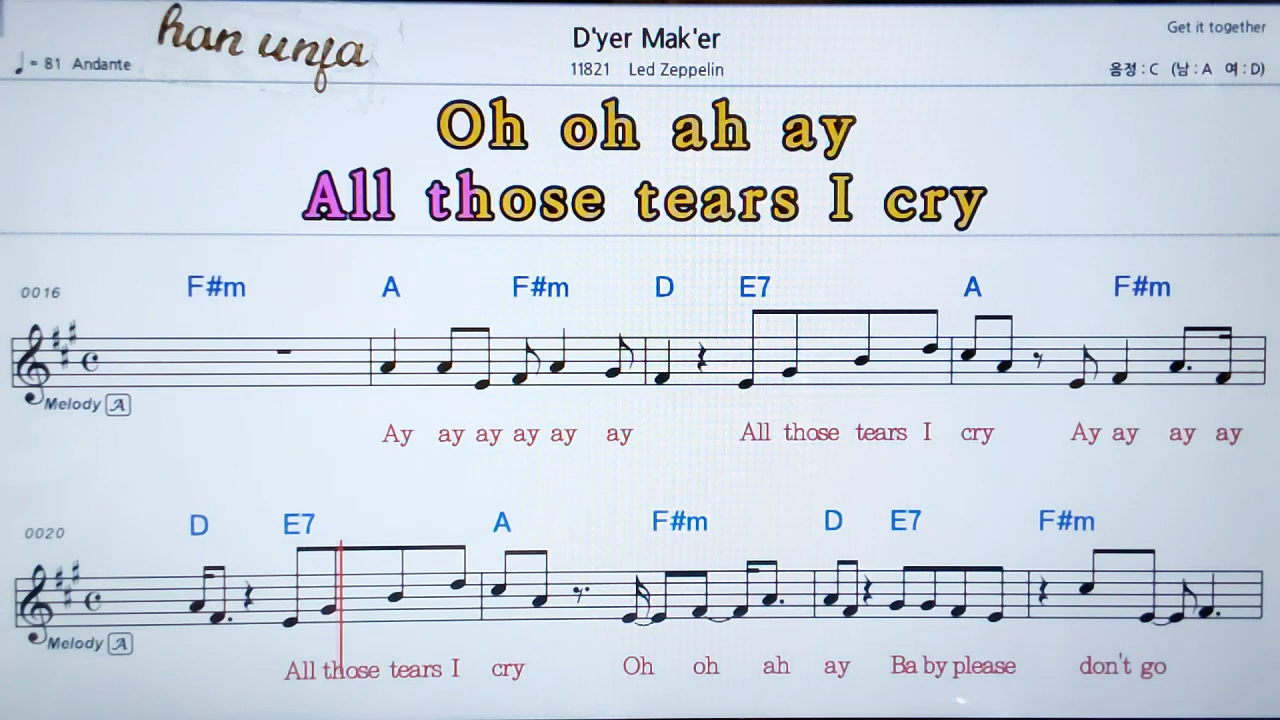 han unfa
D'yer Mak'er
Get it together
♩= 81 Andante
11821 Led Zeppelin
음정 : C (남 : A 여 : D)
Oh oh ah ay
All those tears I cry
0016
F#m A F#m D E7 A F#m
Melody A
Ay ay ay ay ay ay All those tears I cry Ay ay ay ay
0020
D E7 A F#m D E7 F#m
Melody A
All those tears I cry Oh oh ah ay Ba by please don't go